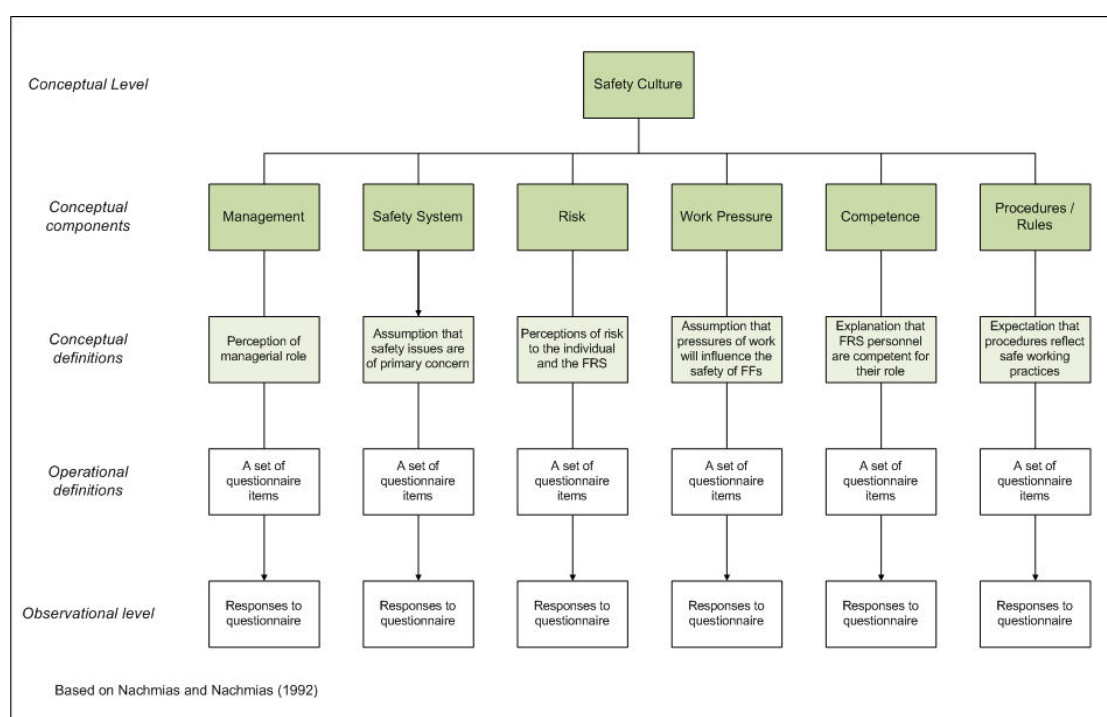 Conceptual Level
Safety Culture
Conceptual
components
Management
Safety System
Risk
Work Pressure
Competence
Procedures /
Rules
Conceptual
definitions
Perception of
managerial role
Assumption that
safety issues are
of primary concern
Perceptions of risk
to the individual
and the FRS
Assumption that
pressures of work
will influence the
safety of FFs
Explanation that
FRS personnel
are competent for
their role
Expectation that
procedures reflect
safe working
practices
Operational
definitions
A set of
questionnaire
items
A set of
questionnaire
items
A set of
questionnaire
items
A set of
questionnaire
items
A set of
questionnaire
items
A set of
questionnaire
items
Observational level
Responses to
questionnaire
Responses to
questionnaire
Responses to
questionnaire
Responses to
questionnaire
Responses to
questionnaire
Responses to
questionnaire
Based on Nachmias and Nachmias (1992)